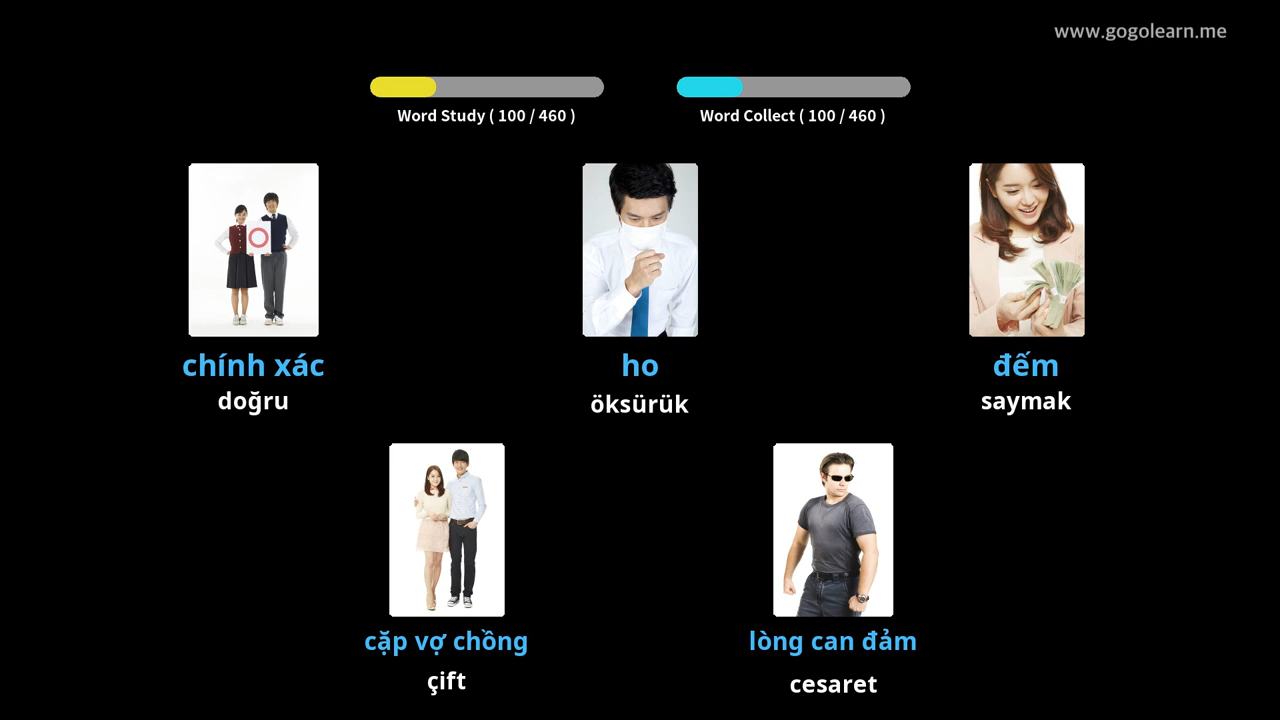 www.gogolearn.me
Word Study ( 100 / 460 )
Word Collect ( 100 / 460 )
chính xác
doğru
ho
öksürük
đếm
saymak
cặp vợ chồng
çift
lòng can đảm
cesaret